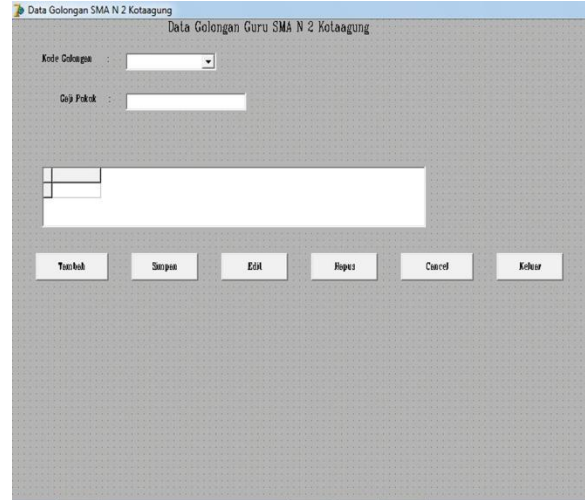 Data Golongan SMA N 2 Kotaagung
Data Golongan Guru SMA N 2 Kotaagung
Kode Golongan :
Gaji Pokok :
Tambah Simpan Edit Hapus Cancel Keluar